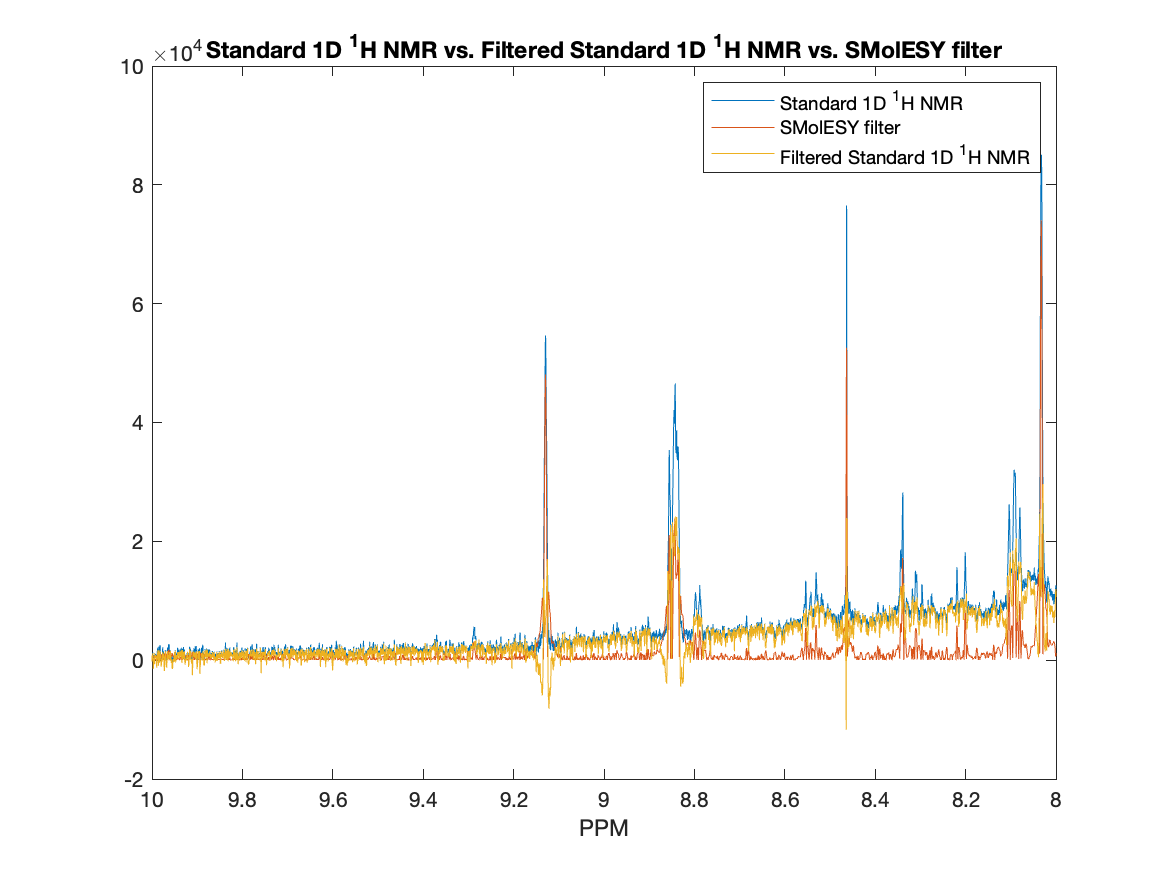 ×10⁴ Standard 1D ¹H NMR vs. Filtered Standard 1D ¹H NMR vs. SMolESY filter
10
Standard 1D ¹H NMR
SMolESY filter
Filtered Standard 1D ¹H NMR
8
6
4
2
0
-2
10 9.8 9.6 9.4 9.2 9 8.8 8.6 8.4 8.2 8
PPM